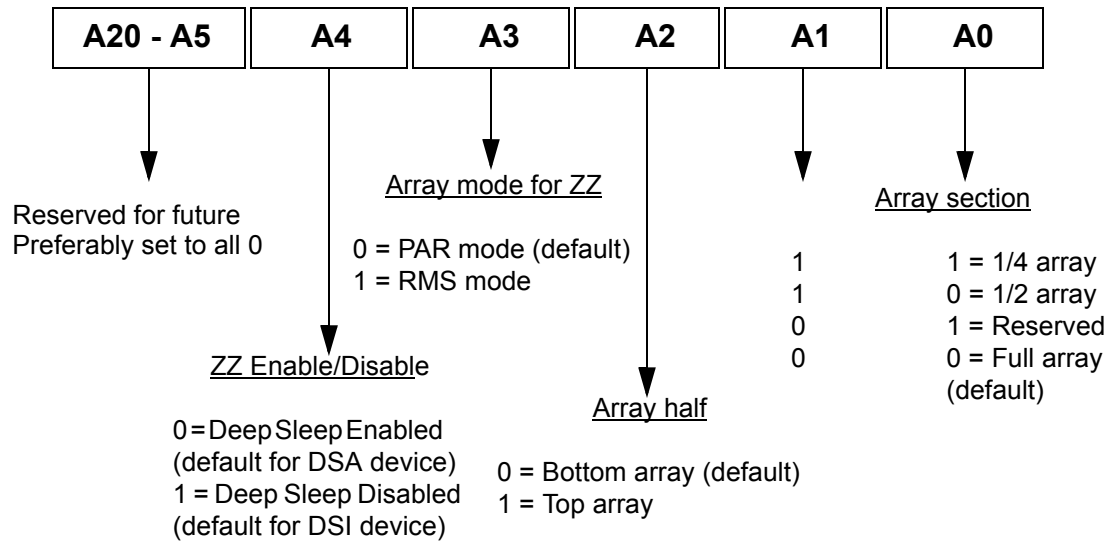 A20 - A5 A4 A3 A2 A1 A0
Reserved for future
Preferably set to all 0
ZZ Enable/Disable
0=Deep Sleep Enabled
(default for DSA device)
1 = Deep Sleep Disabled
(default for DSI device)
Array mode for ZZ
0 = PAR mode (default)
1 = RMS mode
Array half
0 = Bottom array (default)
1 = Top array
Array section
1 1 = 1/4 array
1 0 = 1/2 array
0 1 = Reserved
0 0 = Full array
(default)